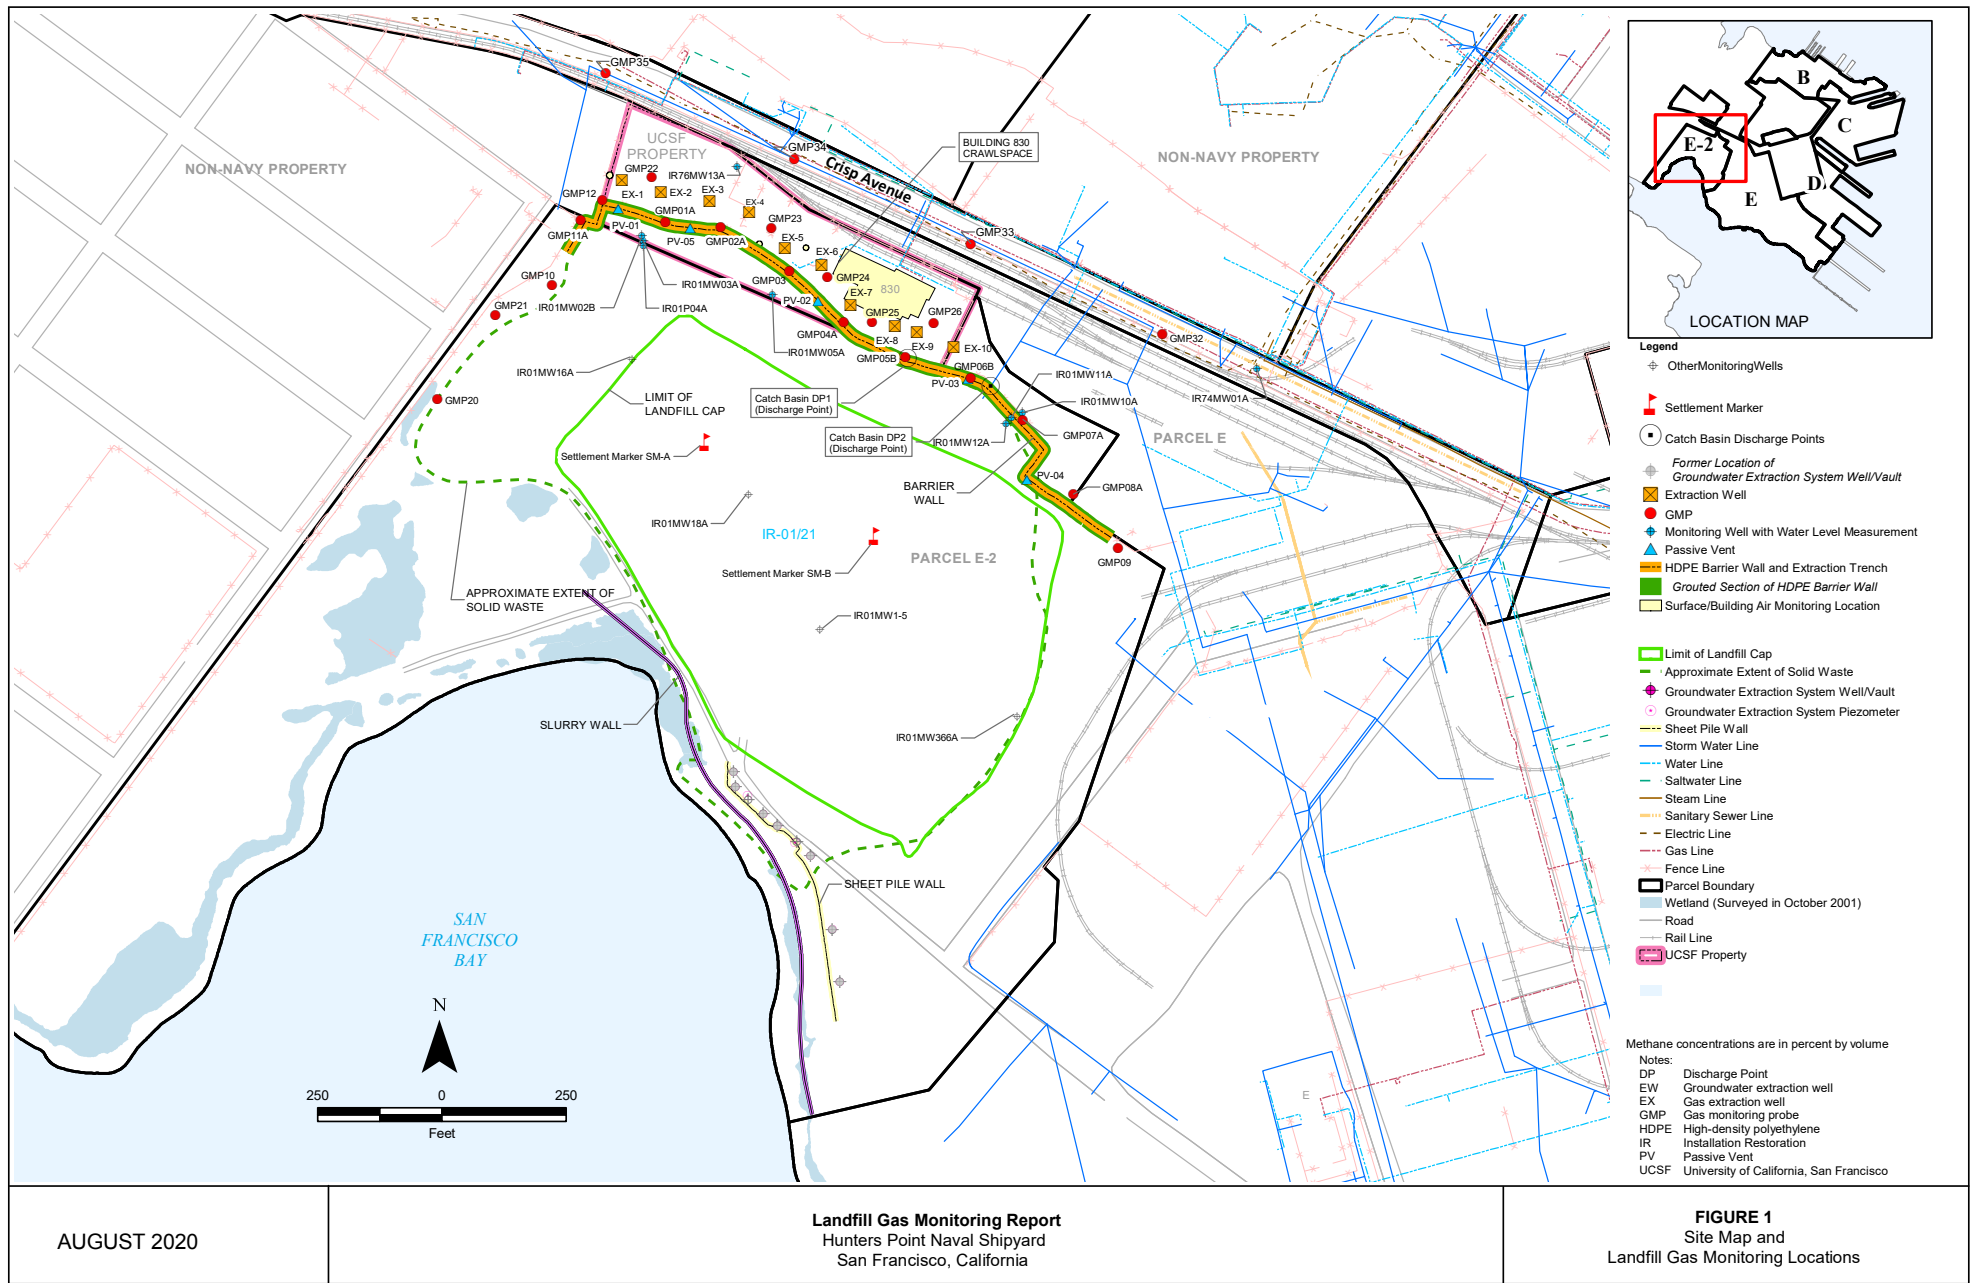 GMP35
UCSF
PROPERTY
GMP34
Crisp Avenue
BUILDING 830
CRAWLSPACE
NON-NAVY PROPERTY
NON-NAVY PROPERTY
GMP22
IR76MW13A
GMP12
EX-1
EX-2
EX-3
EX-4
GMP01A
GMP23
GMP11A
PV-01
PV-05
GMP02A
EX-5
EX-6
GMP33
GMP10
IR01MW03A
GMP03
GMP24
830
EX-7
GMP21
IR01MW02B
IR01P04A
PV-02
GMP25
GMP26
GMP04A
EX-8
EX-9
EX-10
GMP32
IR01MW05A
GMP05B
IR01MW16A
GMP06B
PV-03
IR01MW11A
GMP20
LIMIT OF
LANDFILL CAP
Catch Basin DP1
(Discharge Point)
IR01MW10A
IR74MW01A
Catch Basin DP2
(Discharge Point)
IR01MW12A
GMP07A
PARCEL E
Settlement Marker SM-A
PV-04
BARRIER
WALL
GMP08A
IR01MW18A
IR-01/21
PARCEL E-2
GMP09
Settlement Marker SM-B
APPROXIMATE EXTENT OF
SOLID WASTE
IR01MW1-5
SLURRY WALL
IR01MW366A
SHEET PILE WALL
SAN
FRANCISCO
BAY
N
250 0 250
Feet
E
B
C
E-2
D
E
LOCATION MAP
Legend
OtherMonitoringWells
Settlement Marker
Catch Basin Discharge Points
Former Location of
Groundwater Extraction System Well/Vault
Extraction Well
GMP
Monitoring Well with Water Level Measurement
Passive Vent
HDPE Barrier Wall and Extraction Trench
Grouted Section of HDPE Barrier Wall
Surface/Building Air Monitoring Location
Limit of Landfill Cap
Approximate Extent of Solid Waste
Groundwater Extraction System Well/Vault
Groundwater Extraction System Piezometer
Sheet Pile Wall
Storm Water Line
Water Line
Saltwater Line
Steam Line
Sanitary Sewer Line
Electric Line
Gas Line
Fence Line
Parcel Boundary
Wetland (Surveyed in October 2001)
Road
Rail Line
UCSF Property
Methane concentrations are in percent by volume
Notes:
DP Discharge Point
EW Groundwater extraction well
EX Gas extraction well
GMP Gas monitoring probe
HDPE High-density polyethylene
IR Installation Restoration
PV Passive Vent
UCSF University of California, San Francisco
AUGUST 2020
Landfill Gas Monitoring Report
Hunters Point Naval Shipyard
San Francisco, California
FIGURE 1
Site Map and
Landfill Gas Monitoring Locations